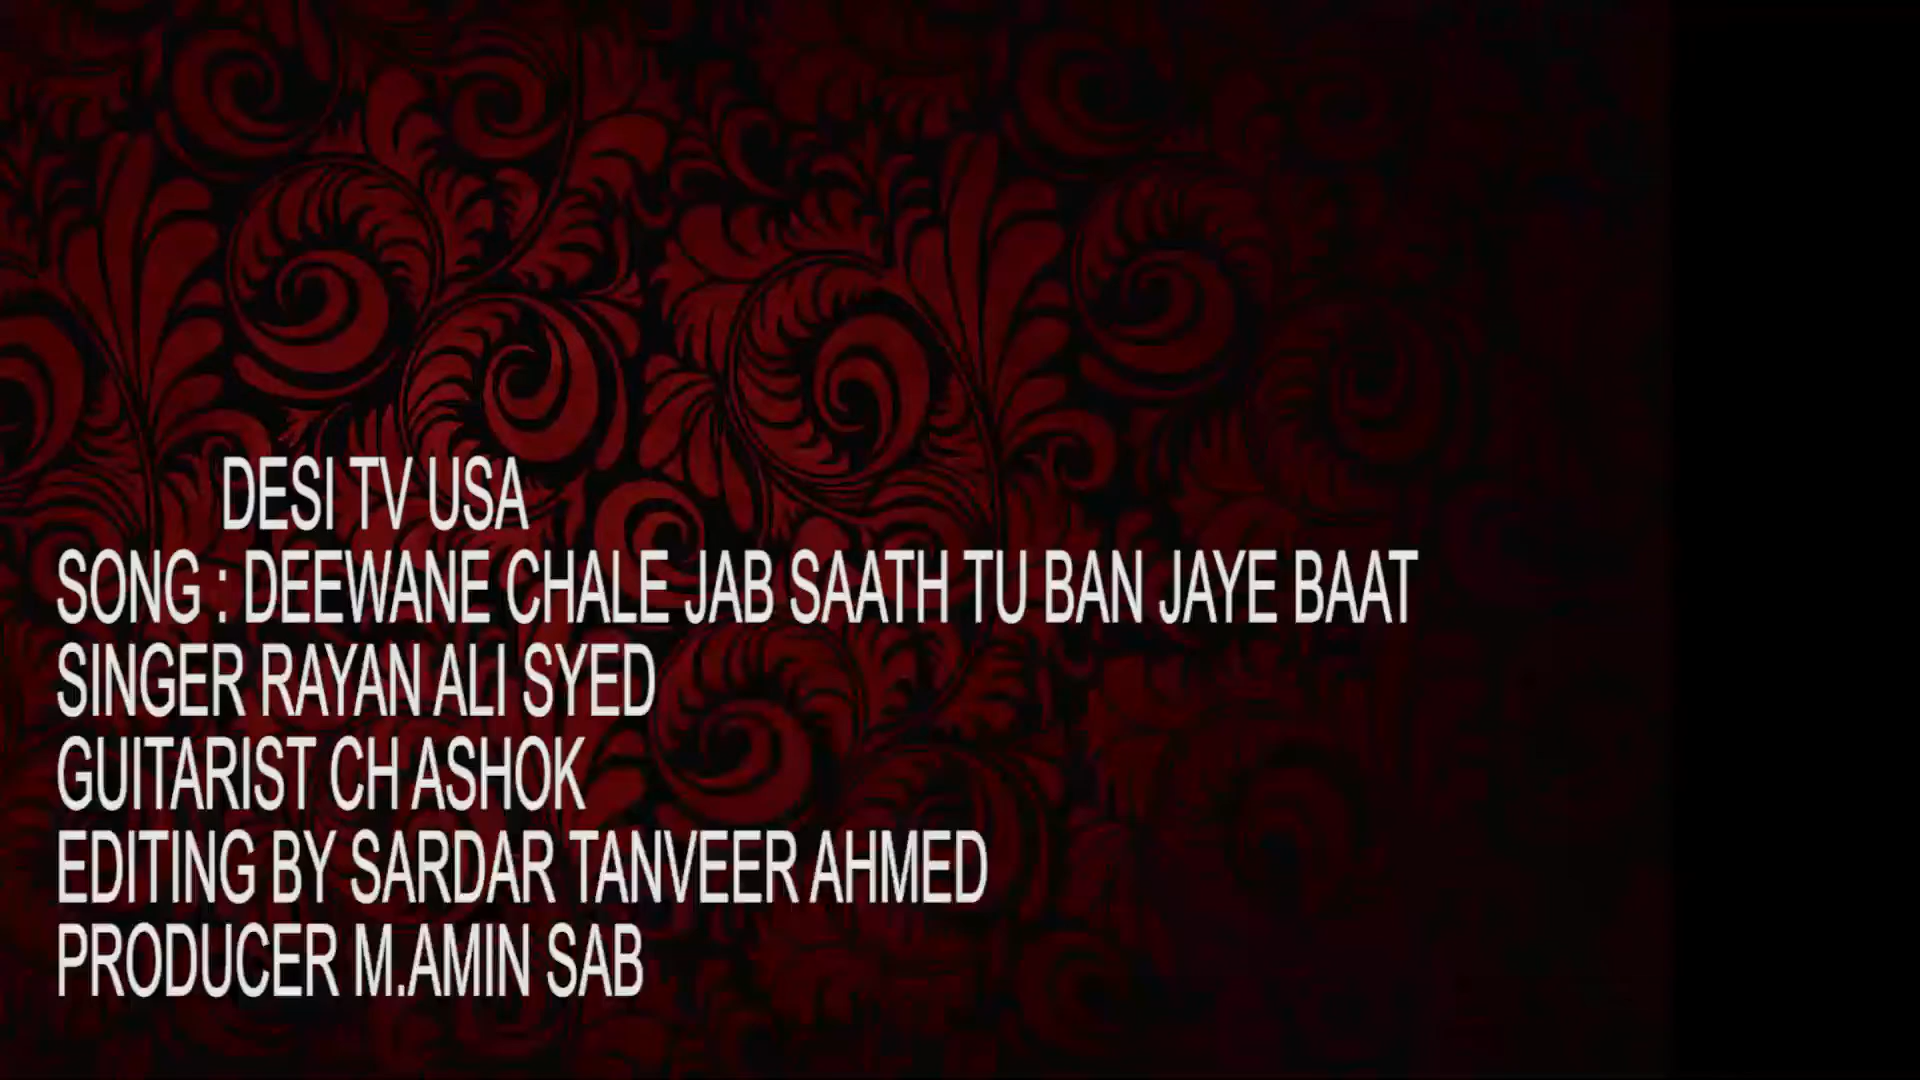 DESI TV USA
SONG : DEEWANE CHALE JAB SAATH TU BAN JAYE BAAT
SINGER RAYAN ALI SYED
GUITARIST CH ASHOK
EDITING BY SARDAR TANVEER AHMED
PRODUCER M.AMIN SAB